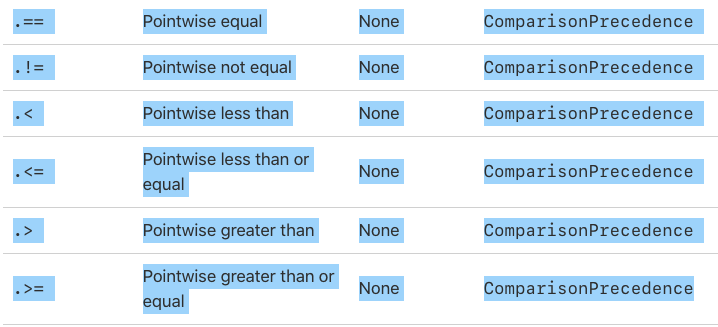 .== Pointwise equal None ComparisonPrecedence
.!= Pointwise not equal None ComparisonPrecedence
.< Pointwise less than None ComparisonPrecedence
.<= Pointwise less than or equal None ComparisonPrecedence
.> Pointwise greater than None ComparisonPrecedence
.>= Pointwise greater than or equal None ComparisonPrecedence